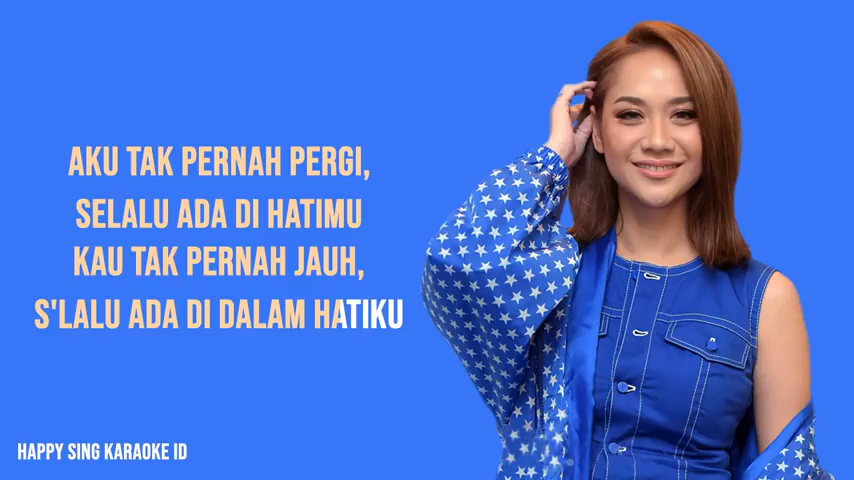 AKU TAK PERNAH PERGI,
SELALU ADA DI HATIMU
KAU TAK PERNAH JAUH,
S'LALU ADA DI DALAM HATIKU
HAPPY SING KARAOKE ID